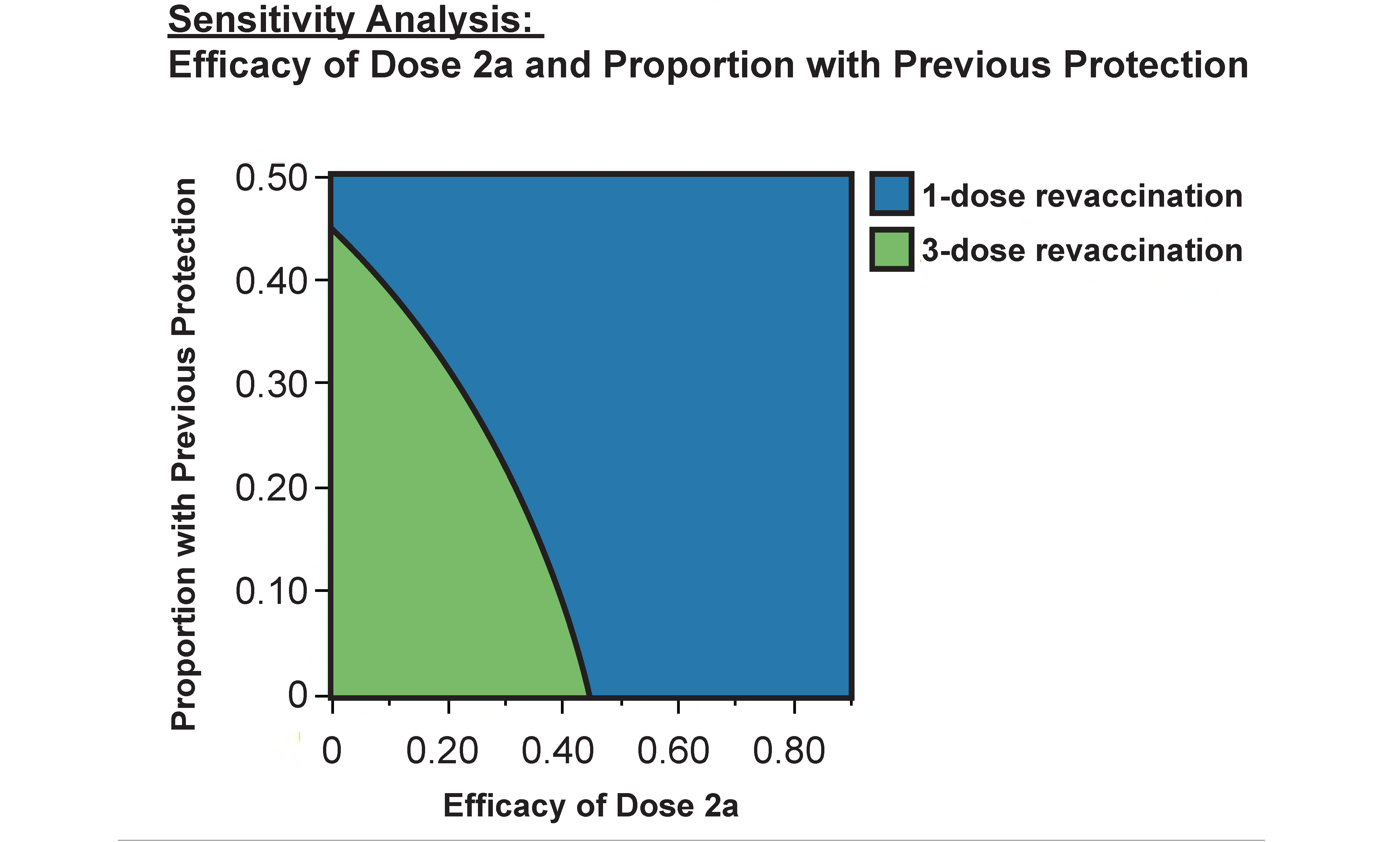 Sensitivity Analysis:
Efficacy of Dose 2a and Proportion with Previous Protection
Proportion with Previous Protection
0.50
0.40
0.30
0.20
0.10
0
0 0.20 0.40 0.60 0.80
Efficacy of Dose 2a
1-dose revaccination
3-dose revaccination